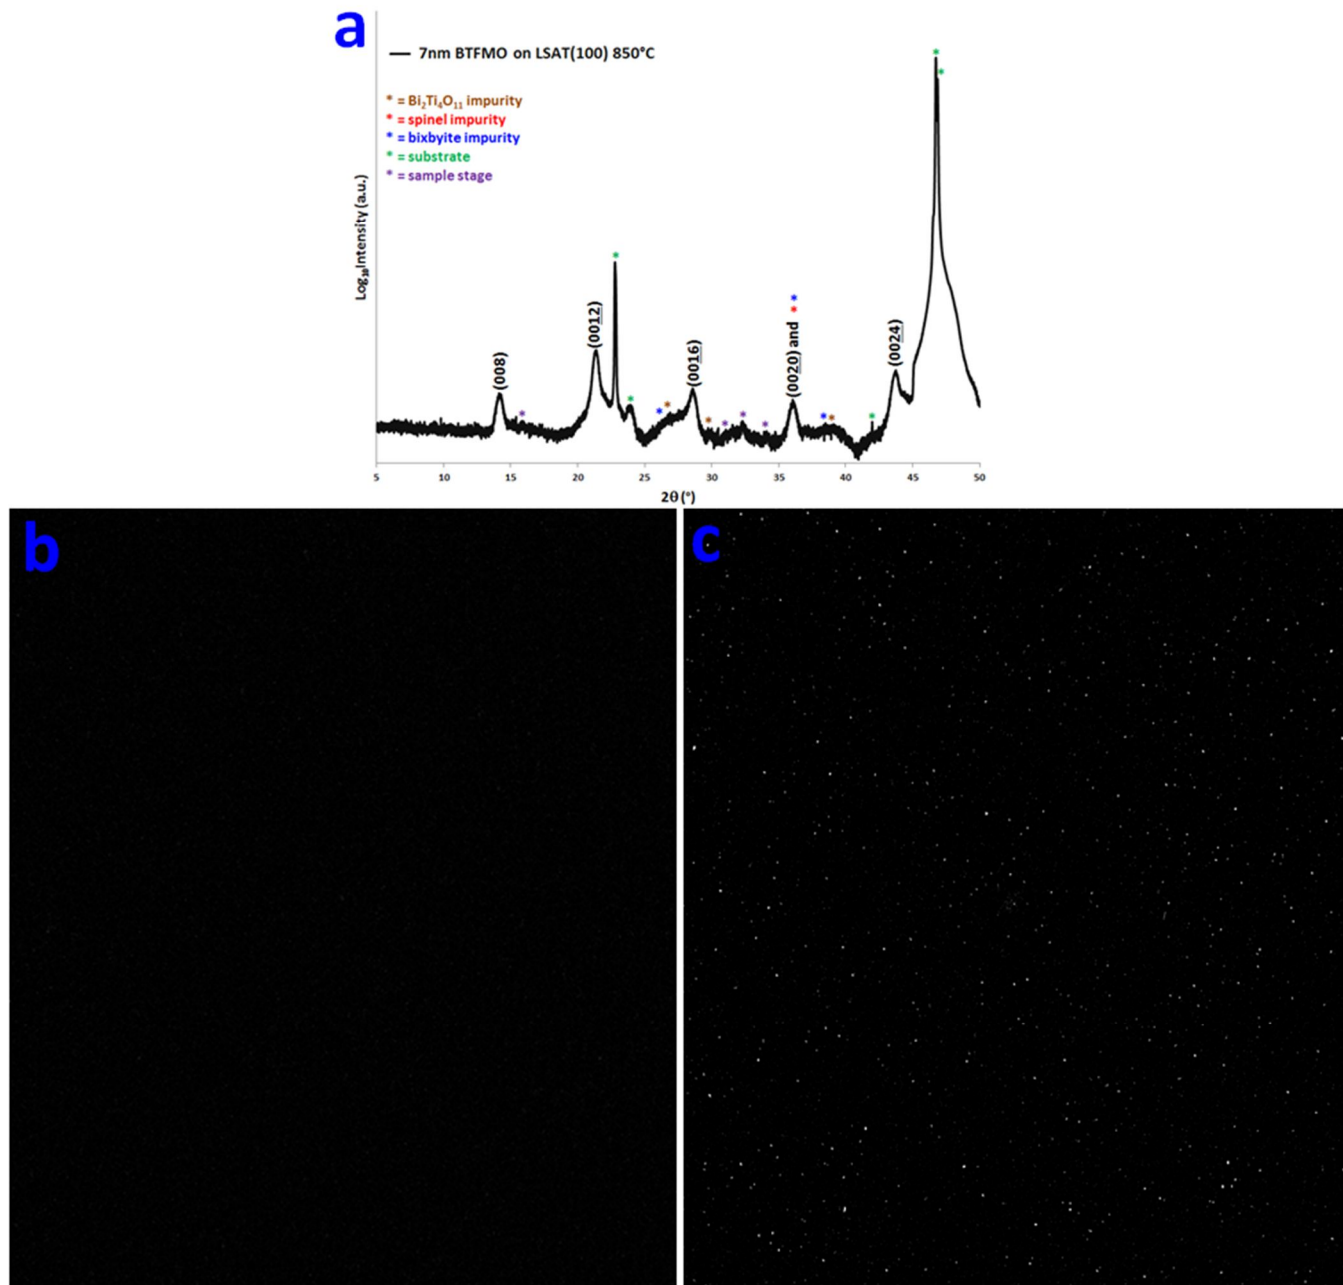 a
— 7nm BTFMO on LSAT(100) 850°C
* = Bi₂Ti₄O₁₁ impurity
* = spinel impurity
* = bixbyite impurity
* = substrate
* = sample stage
Log₁₀Intensity (a.u.)
(008)
(0012)
(0016)
(0020) and
(0024)
5 10 15 20 25 30 35 40 45 50
2θ (°)
b
c